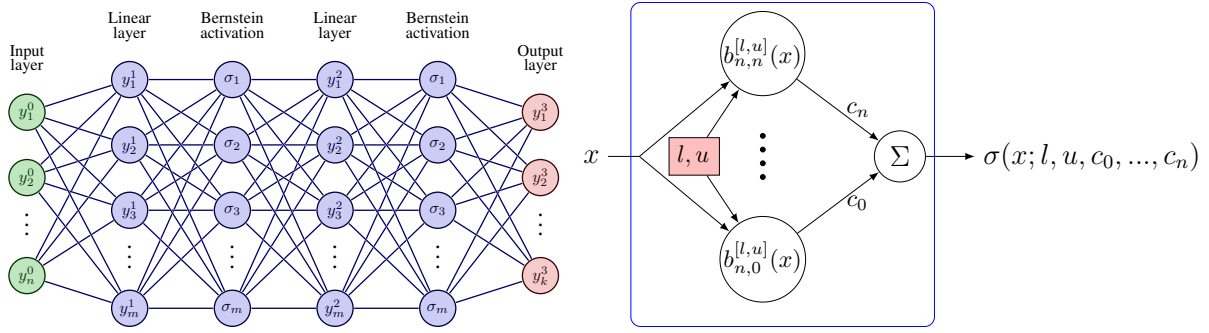 Linear
layer
Bernstein
activation
Linear
layer
Bernstein
activation
Input
layer
Output
layer
y_1^0
y_2^0
⋮
y_n^0
y_1^1
y_2^1
y_3^1
⋮
y_m^1
σ_1
σ_2
σ_3
⋮
σ_m
y_1^2
y_2^2
y_3^2
⋮
y_m^2
σ_1
σ_2
σ_3
⋮
σ_m
y_1^3
y_2^3
⋮
y_k^3
x
l, u
b_{n,n}^{[l,u]}(x)
⋮
b_{n,0}^{[l,u]}(x)
c_n
c_0
Σ
σ(x; l, u, c_0, ..., c_n)